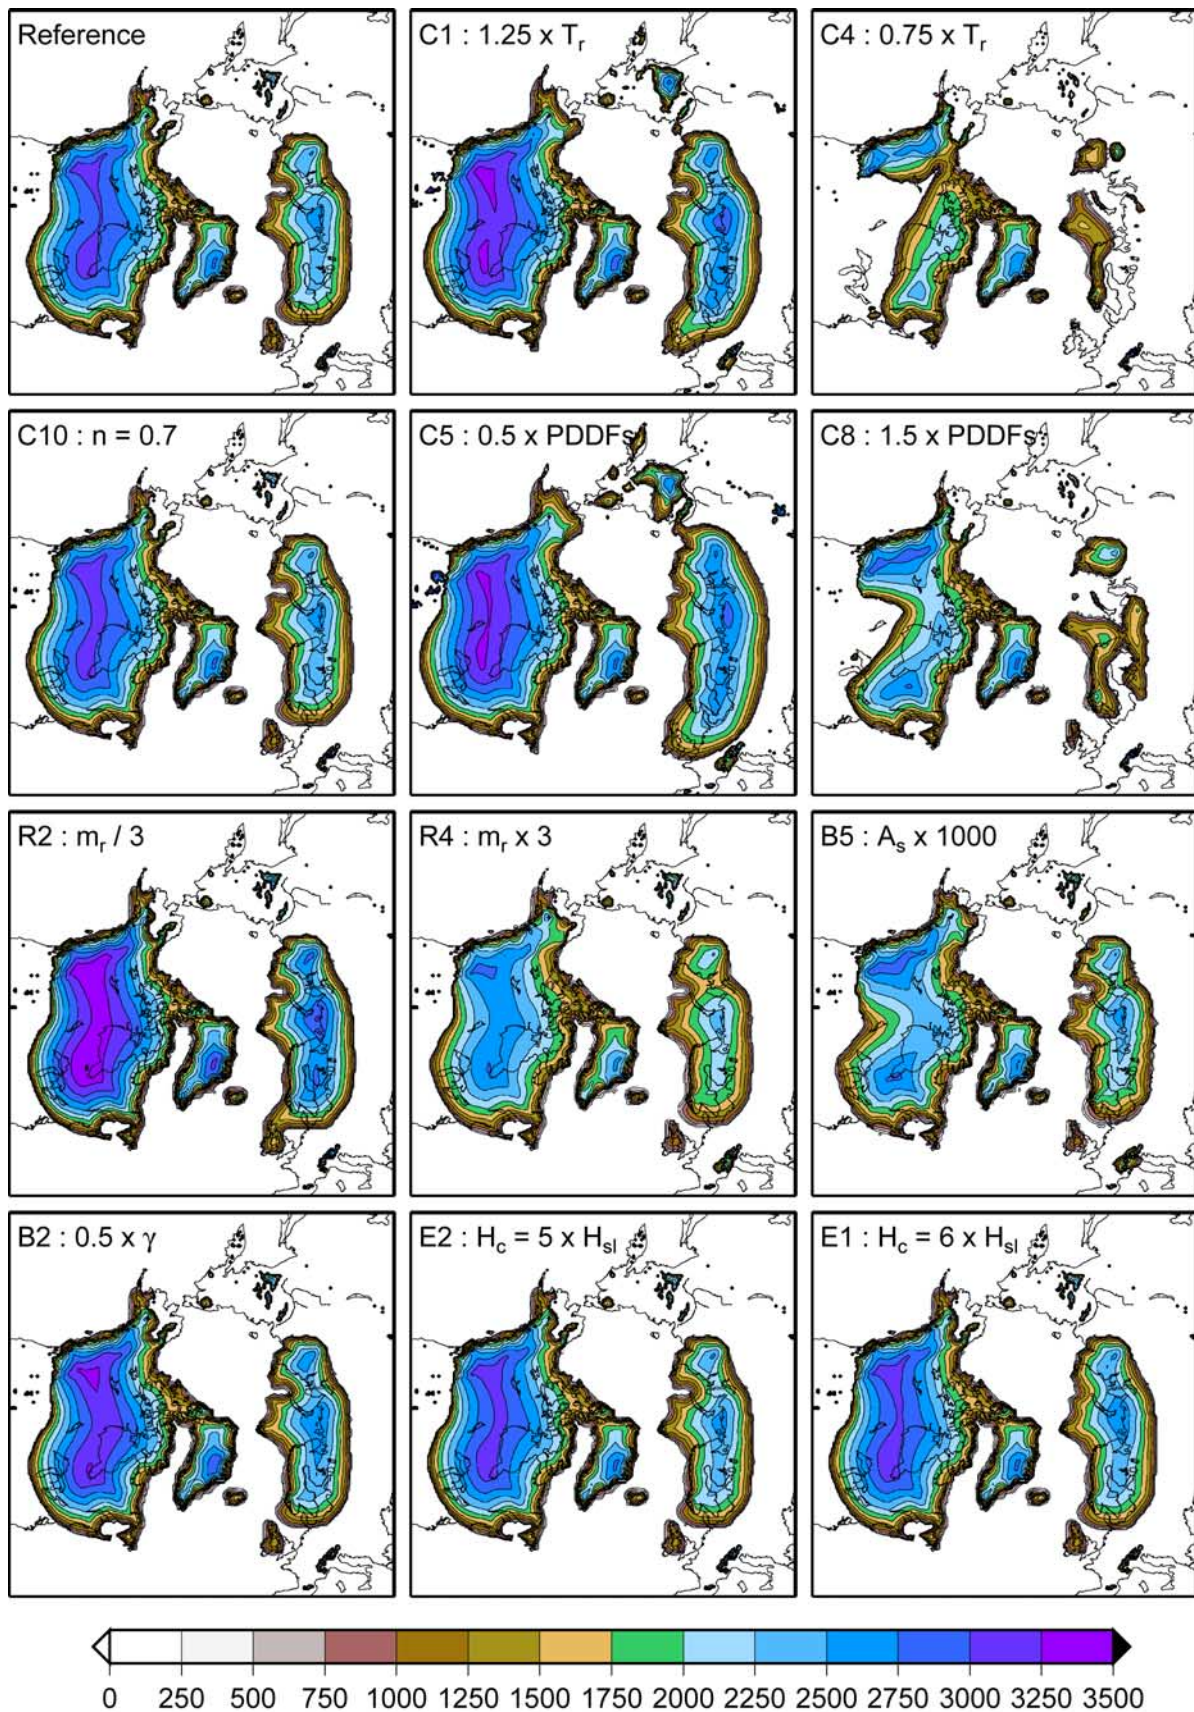 Reference
C1 : 1.25 x Tr
C4 : 0.75 x Tr
C10 : n = 0.7
C5 : 0.5 x PDDFs
C8 : 1.5 x PDDFs
R2 : mr / 3
R4 : mr x 3
B5 : As x 1000
B2 : 0.5 x γ
E2 : Hc = 5 x Hsl
E1 : Hc = 6 x Hsl
0 250 500 750 1000 1250 1500 1750 2000 2250 2500 2750 3000 3250 3500